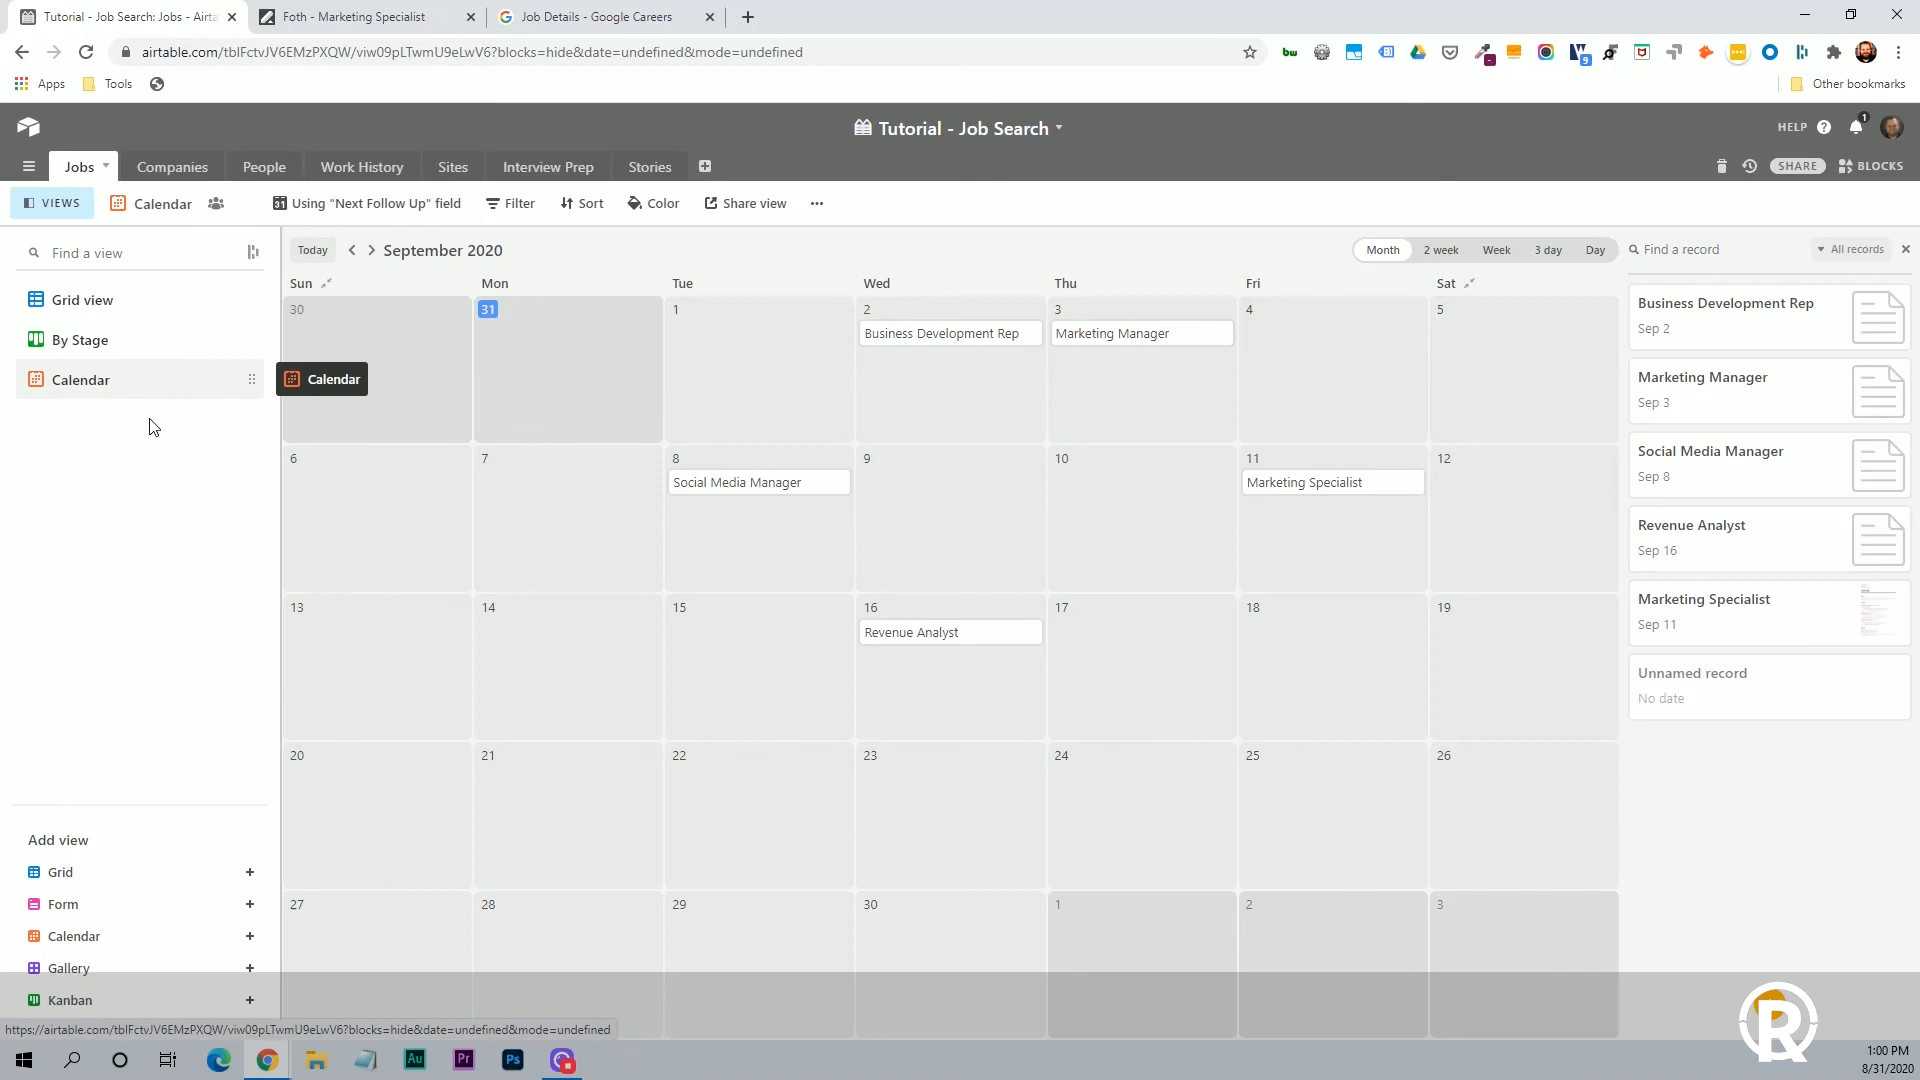 Tutorial - Job Search: Jobs - Airta
Foth - Marketing Specialist
Job Details - Google Careers
airtable.com/tblFctvJV6EMzPXQW/viw09pLTwmU9eLwV6?blocks=hide&date=undefined&mode=undefined
bw
9
Apps
Tools
Other bookmarks
Tutorial - Job Search
HELP
1
Jobs
Companies
People
Work History
Sites
Interview Prep
Stories
SHARE
BLOCKS
VIEWS
Calendar
31
Using "Next Follow Up" field
Filter
Sort
Color
Share view
Find a view
Today
September 2020
Month
2 week
Week
3 day
Day
Find a record
All records
Grid view
By Stage
Calendar
Calendar
Sun
Mon
Tue
Wed
Thu
Fri
Sat
30
31
1
2
3
4
5
Business Development Rep
Marketing Manager
6
7
8
9
10
11
12
Social Media Manager
Marketing Specialist
13
14
15
16
17
18
19
Revenue Analyst
20
21
22
23
24
25
26
27
28
29
30
1
2
3
Business Development Rep
Sep 2
Marketing Manager
Sep 3
Social Media Manager
Sep 8
Revenue Analyst
Sep 16
Marketing Specialist
Sep 11
Unnamed record
No date
Add view
Grid
Form
Calendar
Gallery
Kanban
https://airtable.com/tblFctvJV6EMzPXQW/viw09pLTwmU9eLwV6?blocks=hide&date=undefined&mode=undefined
Au
Pr
Ps
R
1:00 PM
8/31/2020